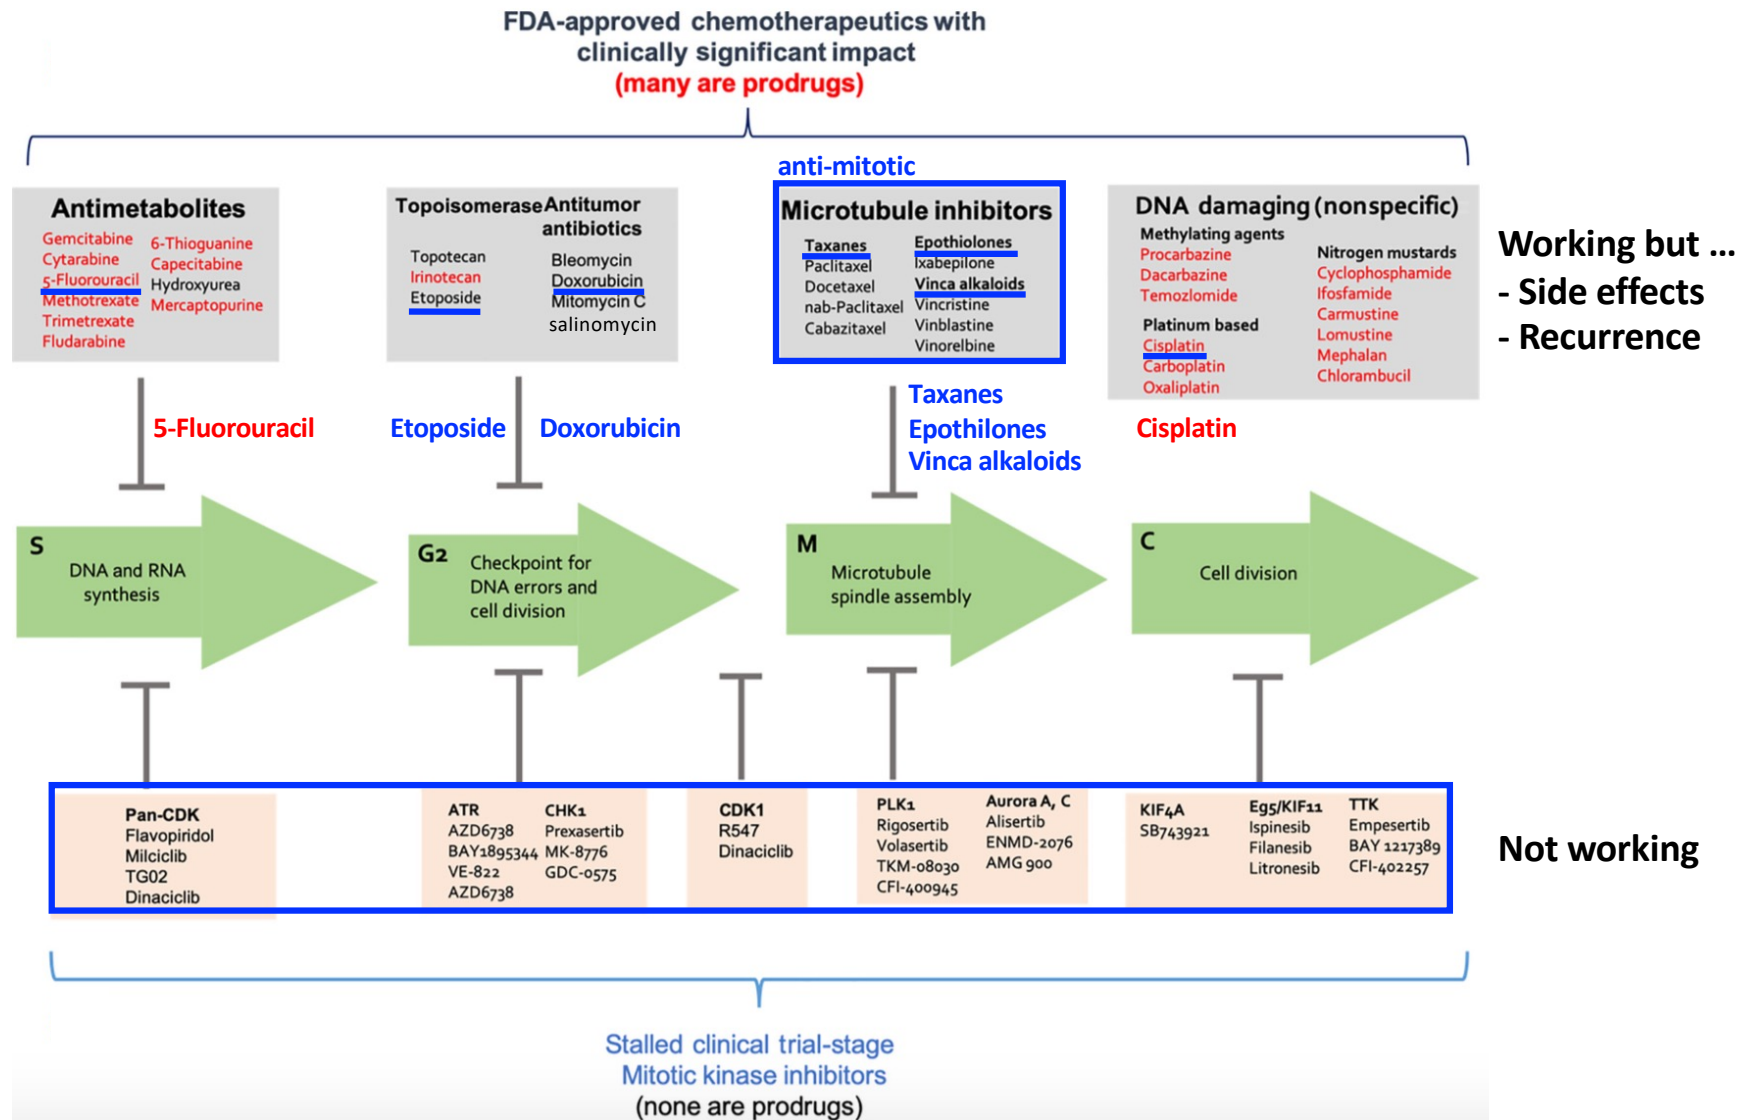 FDA-approved chemotherapeutics with
clinically significant impact
(many are prodrugs)
Antimetabolites
Gemcitabine
Cytarabine
5-Fluorouracil
Methotrexate
Trimetrexate
Fludarabine
6-Thioguanine
Capecitabine
Hydroxyurea
Mercaptopurine
Topoisomerase
Topotecan
Irinotecan
Etoposide
Antitumor
antibiotics
Bleomycin
Doxorubicin
Mitomycin C
salinomycin
anti-mitotic
Microtubule inhibitors
Taxanes
Paclitaxel
Docetaxel
nab-Paclitaxel
Cabazitaxel
Epothiolones
Ixabepilone
Vinca alkaloids
Vincristine
Vinblastine
Vinorelbine
DNA damaging (nonspecific)
Methylating agents
Procarbazine
Dacarbazine
Temozlomide
Platinum based
Cisplatin
Carboplatin
Oxaliplatin
Nitrogen mustards
Cyclophosphamide
Ifosfamide
Carmustine
Lomustine
Mephalan
Chlorambucil
Working but ...
- Side effects
- Recurrence
5-Fluorouracil
Etoposide
Doxorubicin
Taxanes
Epothilones
Vinca alkaloids
Cisplatin
S
DNA and RNA
synthesis
G2
Checkpoint for
DNA errors and
cell division
M
Microtubule
spindle assembly
C
Cell division
Pan-CDK
Flavopiridol
Milciclib
TG02
Dinaciclib
ATR
AZD6738
BAY1895344
VE-822
AZD6738
CHK1
Prexasertib
MK-8776
GDC-0575
CDK1
R547
Dinaciclib
PLK1
Rigosertib
Volasertib
TKM-08030
CFI-400945
Aurora A, C
Alisertib
ENMD-2076
AMG 900
KIF4A
SB743921
Eg5/KIF11
Ispinesib
Filanesib
Litronesib
TTK
Empesertib
BAY 1217389
CFI-402257
Not working
Stalled clinical trial-stage
Mitotic kinase inhibitors
(none are prodrugs)